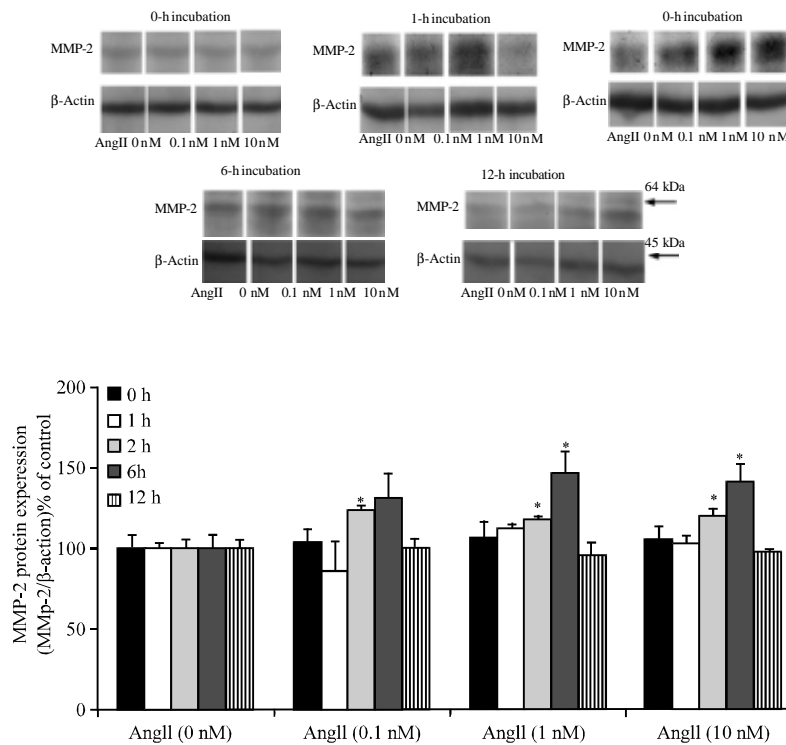 0-h incubation
MMP-2
β-Actin
AngII 0 nM 0.1 nM 1 nM 10 nM
1-h incubation
MMP-2
β-Actin
AngII 0 nM 0.1 nM 1 nM 10 nM
0-h incubation
MMP-2
β-Actin
AngII 0 nM 0.1 nM 1 nM 10 nM
6-h incubation
MMP-2
β-Actin
AngII 0 nM 0.1 nM 1 nM 10 nM
12-h incubation
64 kDa
MMP-2
45 kDa
β-Actin
AngII 0 nM 0.1 nM 1 nM 10 nM
MMP-2 protein experession
(MMp-2/β-action)% of control
200
150
100
50
0
0 h
1 h
2 h
6h
12 h
*
*
*
*
*
AngII (0 nM)
AngII (0.1 nM)
AngII (1 nM)
AngII (10 nM)